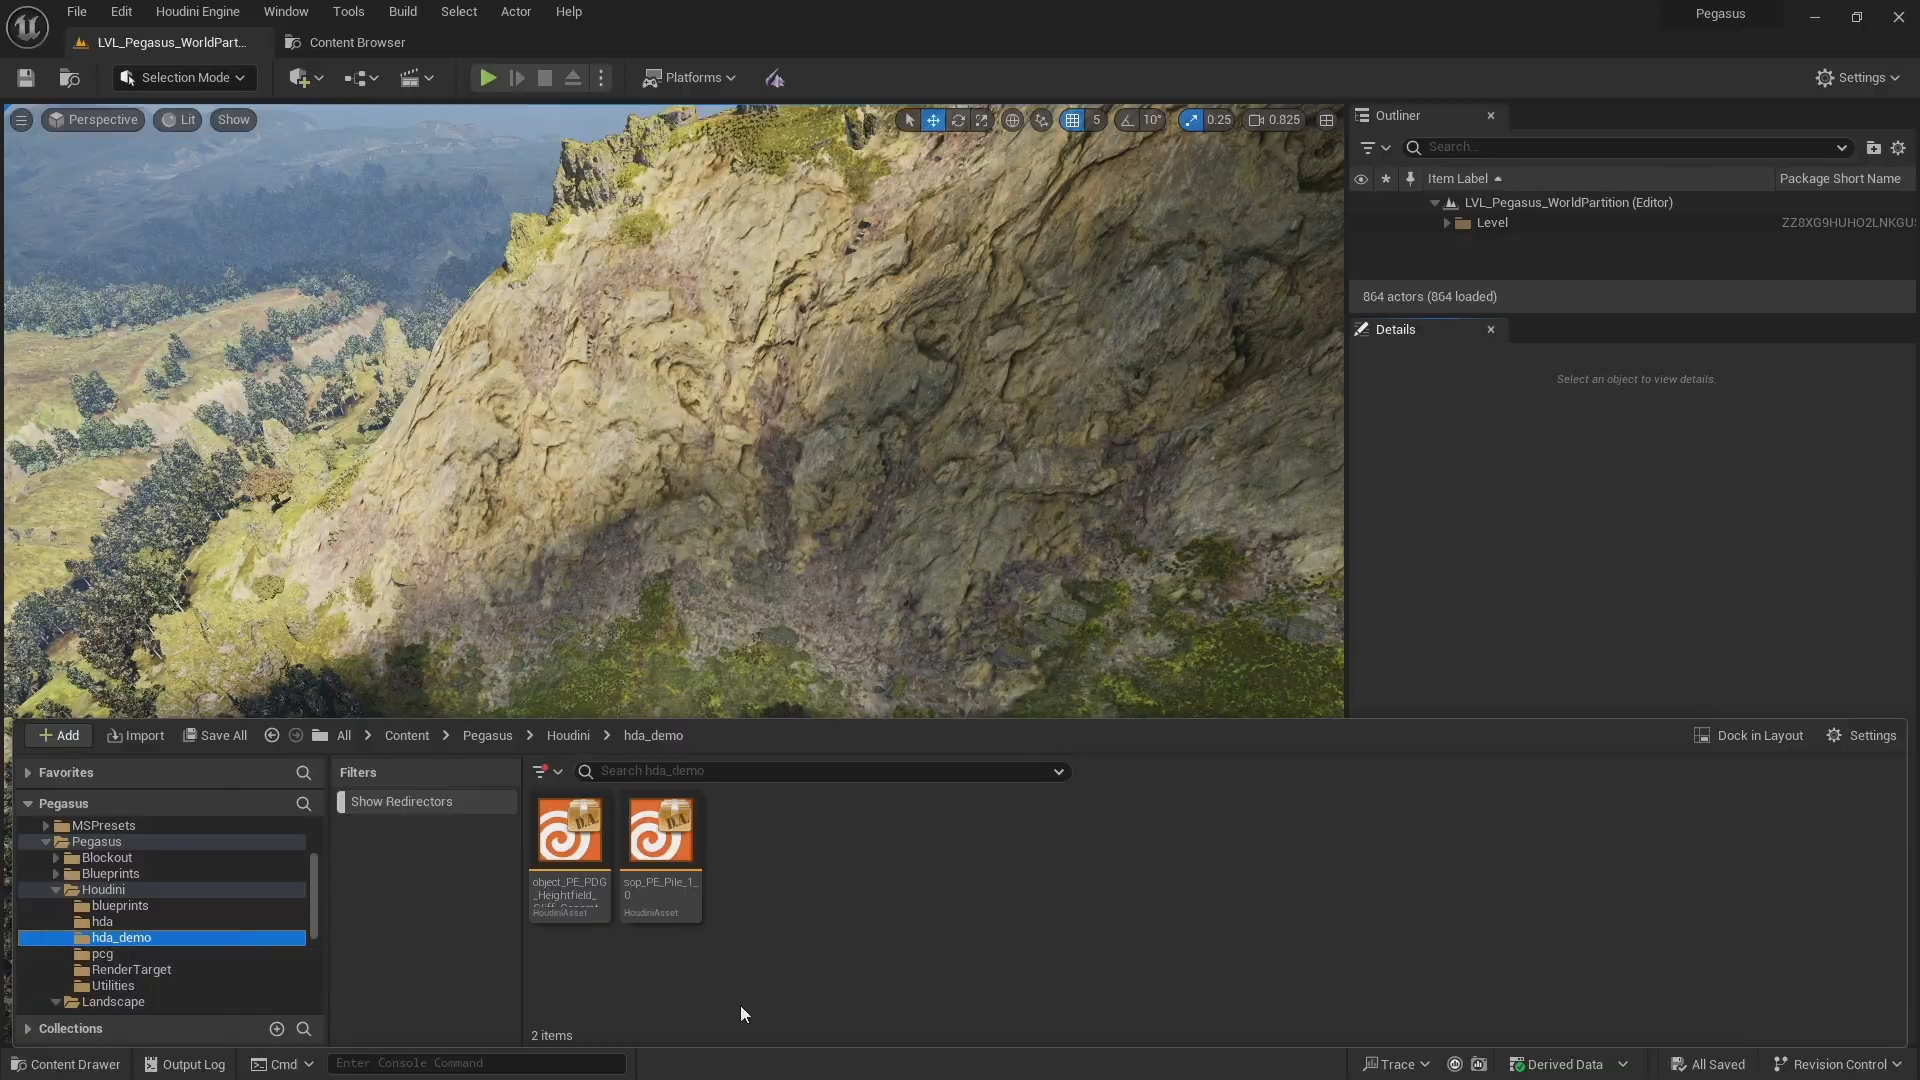 File Edit Houdini Engine Window Tools Build Select Actor Help
Pegasus
LVL_Pegasus_WorldPart... Content Browser
Selection Mode
Platforms
Settings
Perspective Lit Show
5 10° 0.25 0.825
Outliner
Search...
Item Label Package Short Name
LVL_Pegasus_WorldPartition (Editor)
Level ZZ8XG9HUHO2LNKGU
864 actors (864 loaded)
Details
Select an object to view details.
Add Import Save All All Content Pegasus Houdini hda_demo
Dock in Layout Settings
Favorites
Filters
Search hda_demo
Show Redirectors
Pegasus
MSPresets
Pegasus
Blockout
Blueprints
Houdini
blueprints
hda
hda_demo
pcg
RenderTarget
Utilities
Landscape
Collections
D.A.
object_PE_PDG
_Heightfield_
HoudiniAsset
D.A.
sop_PE_Pile_1_
0
HoudiniAsset
2 items
Content Drawer Output Log Cmd Enter Console Command
Trace Derived Data All Saved Revision Control